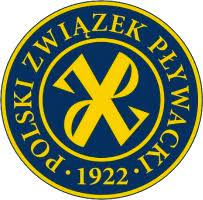 POLSKI ZWIĄZEK PŁYWACKI
· 1922 ·